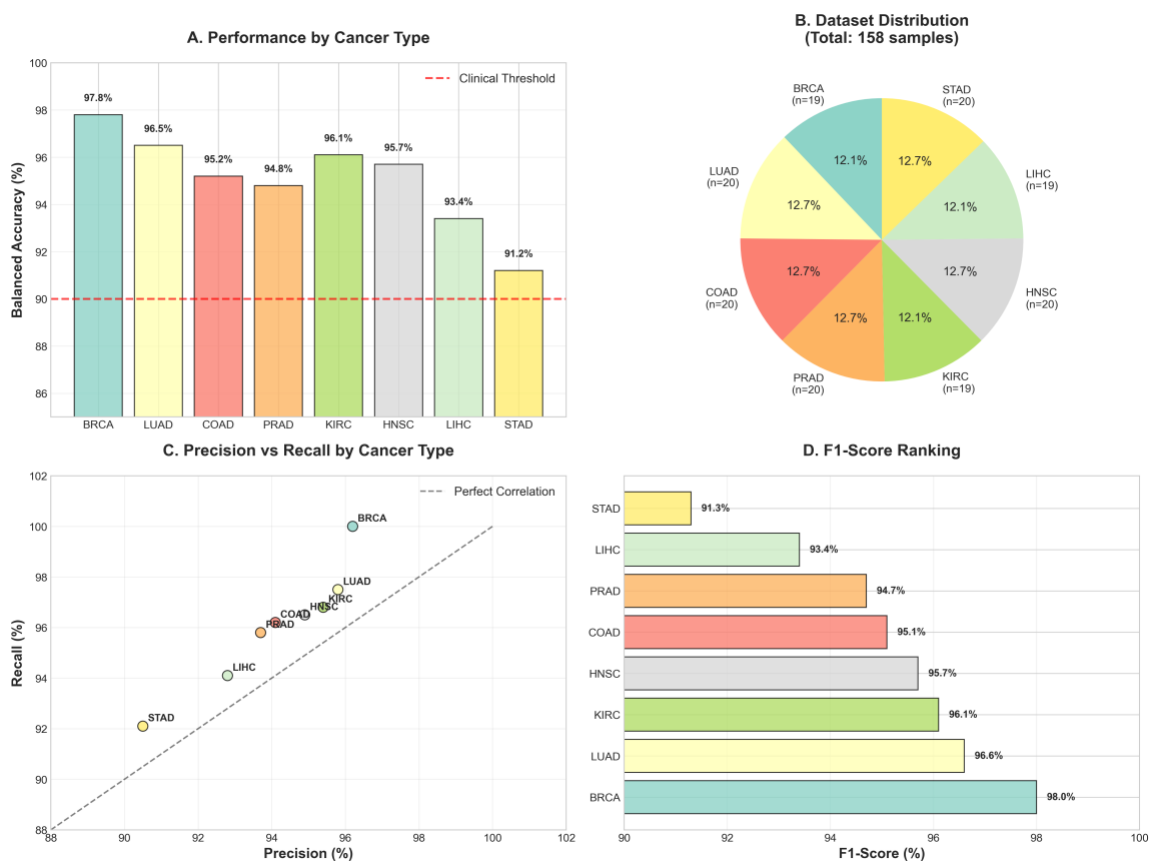 A. Performance by Cancer Type
100
98
96
94
92
90
88
86
Balanced Accuracy (%)
Clinical Threshold
97.8%
96.5%
95.2%
94.8%
96.1%
95.7%
93.4%
91.2%
BRCA
LUAD
COAD
PRAD
KIRC
HNSC
LIHC
STAD
B. Dataset Distribution
(Total: 158 samples)
BRCA
(n=19)
12.1%
LUAD
(n=20)
12.7%
COAD
(n=20)
12.7%
PRAD
(n=20)
12.7%
KIRC
(n=19)
12.1%
HNSC
(n=20)
12.7%
LIHC
(n=19)
12.1%
STAD
(n=20)
12.7%
C. Precision vs Recall by Cancer Type
102
100
98
96
94
92
90
88
Recall (%)
Perfect Correlation
BRCA
LUAD
KIRC
HNSC
COAD
PRAD
LIHC
STAD
88
90
92
94
96
98
100
102
Precision (%)
D. F1-Score Ranking
STAD
91.3%
LIHC
93.4%
PRAD
94.7%
COAD
95.1%
HNSC
95.7%
KIRC
96.1%
LUAD
96.6%
BRCA
98.0%
90
92
94
96
98
100
F1-Score (%)